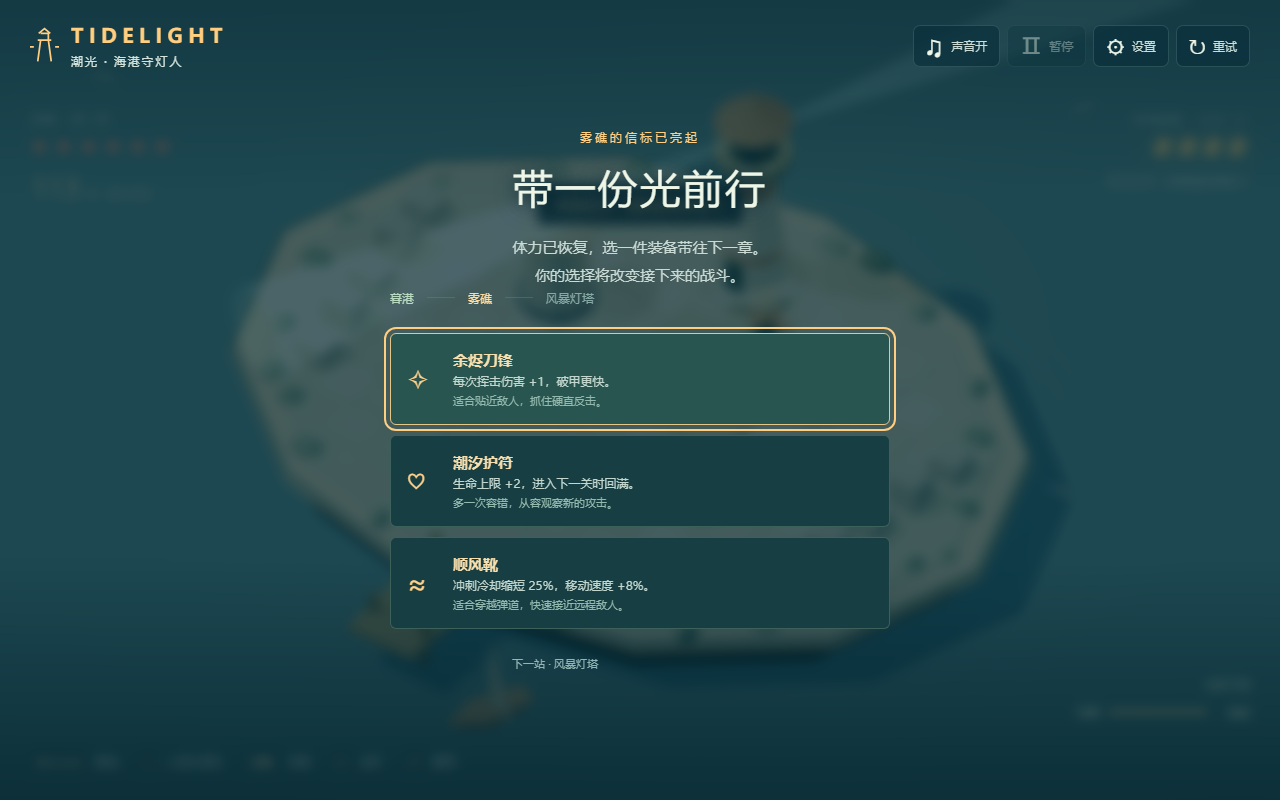 TIDELIGHT
潮光 · 海港守灯人
声音开
暂停
设置
重试
雾礁的信标已亮起
带一份光前行
体力已恢复，选一件装备带往下一章。
你的选择将改变接下来的战斗。
暮港 雾礁 风暴灯塔
余烬刀锋
每次挥击伤害 +1，破甲更快。
适合贴近敌人，抓住硬直反击。
潮汐护符
生命上限 +2，进入下一关时回满。
多一次容错，从容观察新的攻击。
顺风靴
冲刺冷却缩短 25%，移动速度 +8%。
适合穿越弹道，快速接近远程敌人。
下一站 · 风暴灯塔